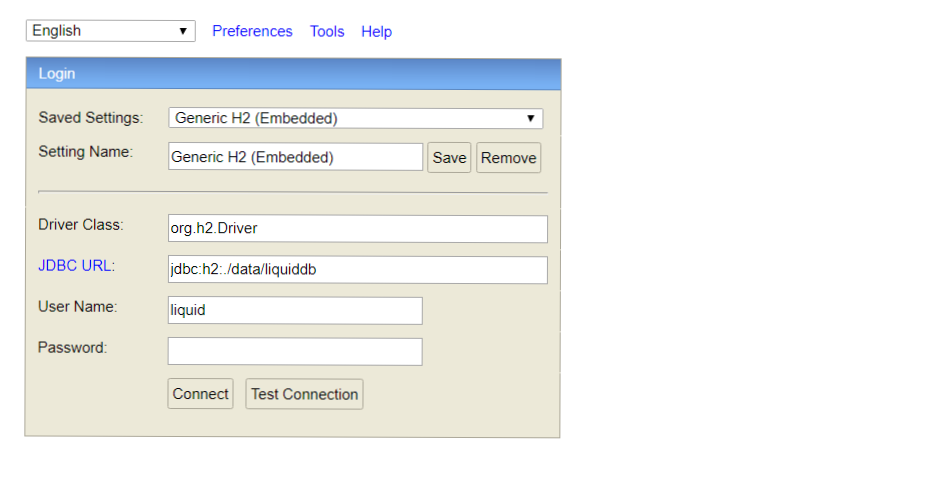 English Preferences Tools Help
Login
Saved Settings: Generic H2 (Embedded)
Setting Name: Generic H2 (Embedded) Save Remove
Driver Class: org.h2.Driver
JDBC URL: jdbc:h2:./data/liquiddb
User Name: liquid
Password:
Connect Test Connection